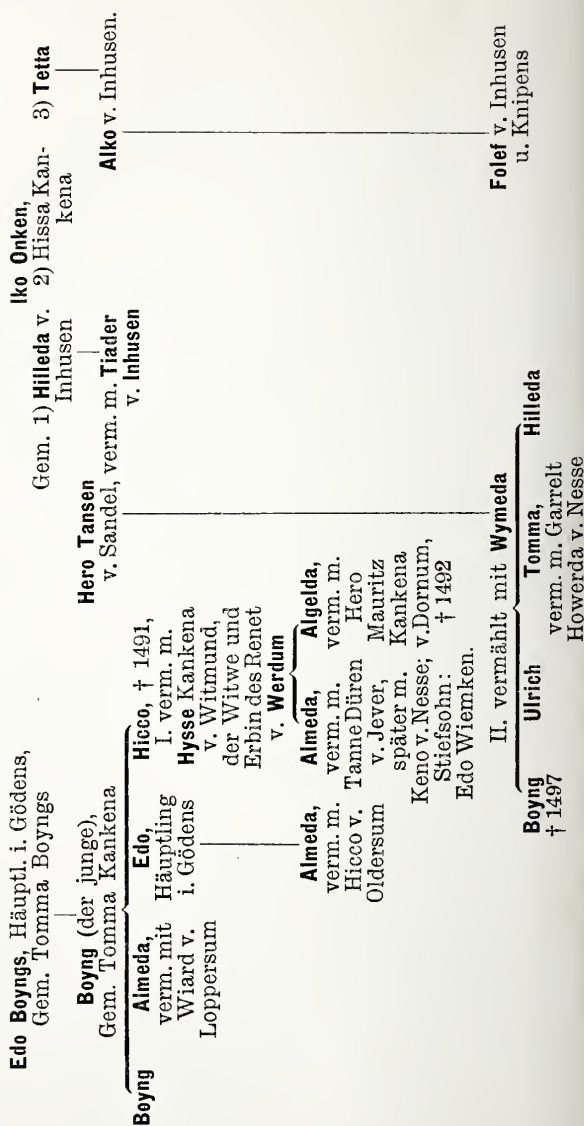 Edo Boyngs, Häuptl. i. Gödens,
Gem. Tomma Boyngs
Boyng (der junge),
Gem. Tomma Kankena
Boyng
Almeda,
verm. mit
Wiard v.
Loppersum
Edo,
Häuptling
i. Gödens
Hicco, † 1491,
I. verm. m.
Hysse Kankena
v. Witmund,
der Witwe und
Erbin des Renet
v. Werdum
Almeda,
verm. m.
Hicco v.
Oldersum
Almeda,
verm. m.
Tanne Düren
v. Jever,
später m.
Keno v. Nesse;
Stiefsohn:
Edo Wiemken.
Algelda,
verm. m.
Hero
Mauritz
Kankena
v. Dornum,
† 1492
Iko Onken,
Gem. 1) Hilleda v. 2) Hissa Kan- 3) Tetta
Inhusen kena
Hero Tansen
v. Sandel, verm. m. Tiader
v. Inhusen
Alko v. Inhusen.
II. vermählt mit Wymeda
Folef v. Inhusen
u. Knipens
Boyng
† 1497
Ulrich
Tomma,
verm. m. Garrelt
Howerda v. Nesse
Hilleda